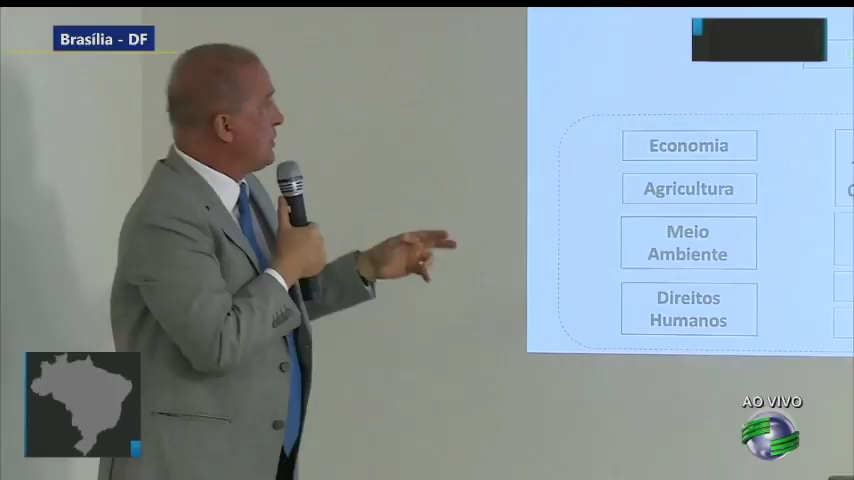 Brasília - DF
Economia
Agricultura
Meio
Ambiente
Direitos
Humanos
AO VIVO